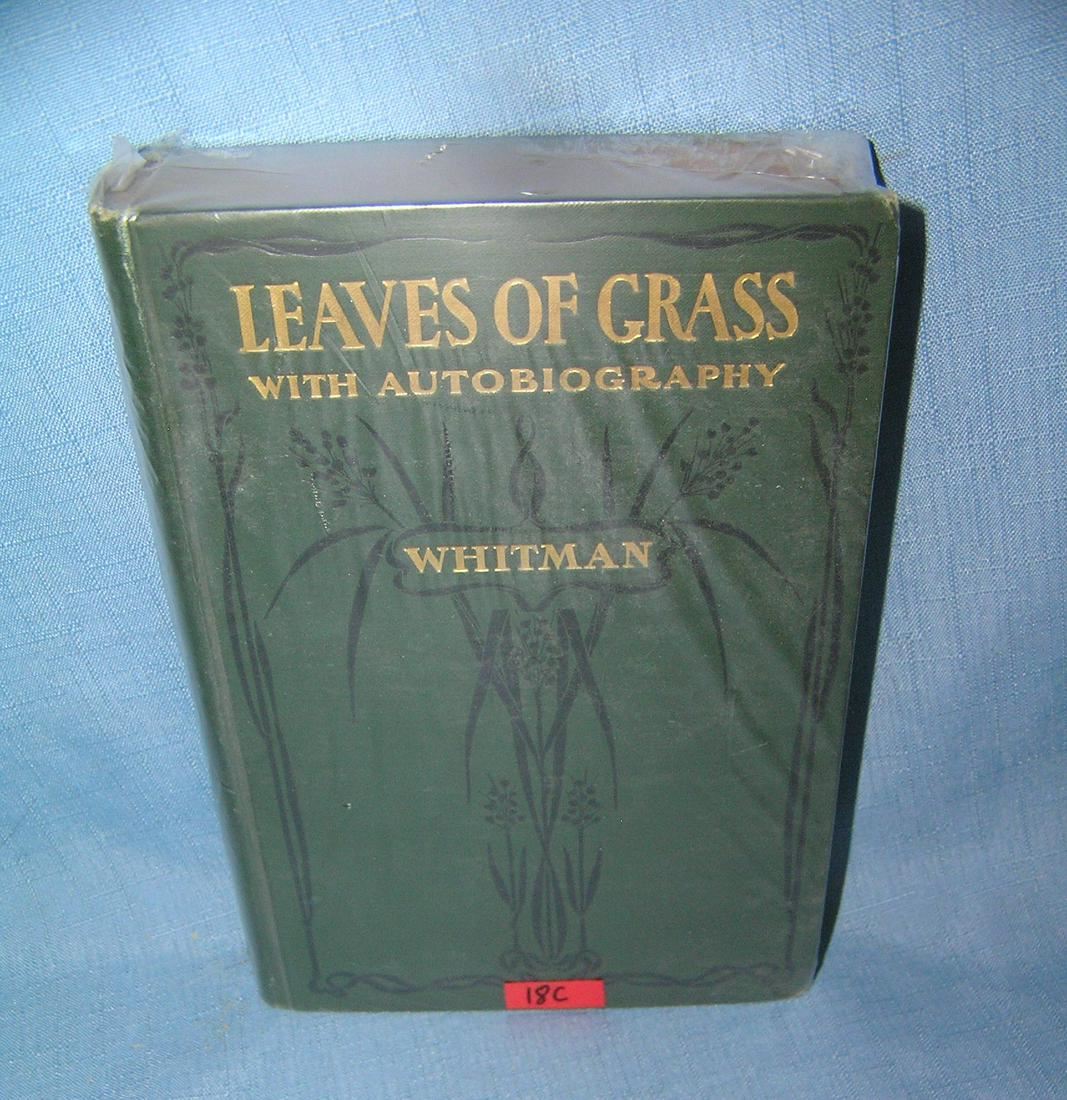 LEAVES OF GRASS
WITH AUTOBIOGRAPHY
WHITMAN
18C